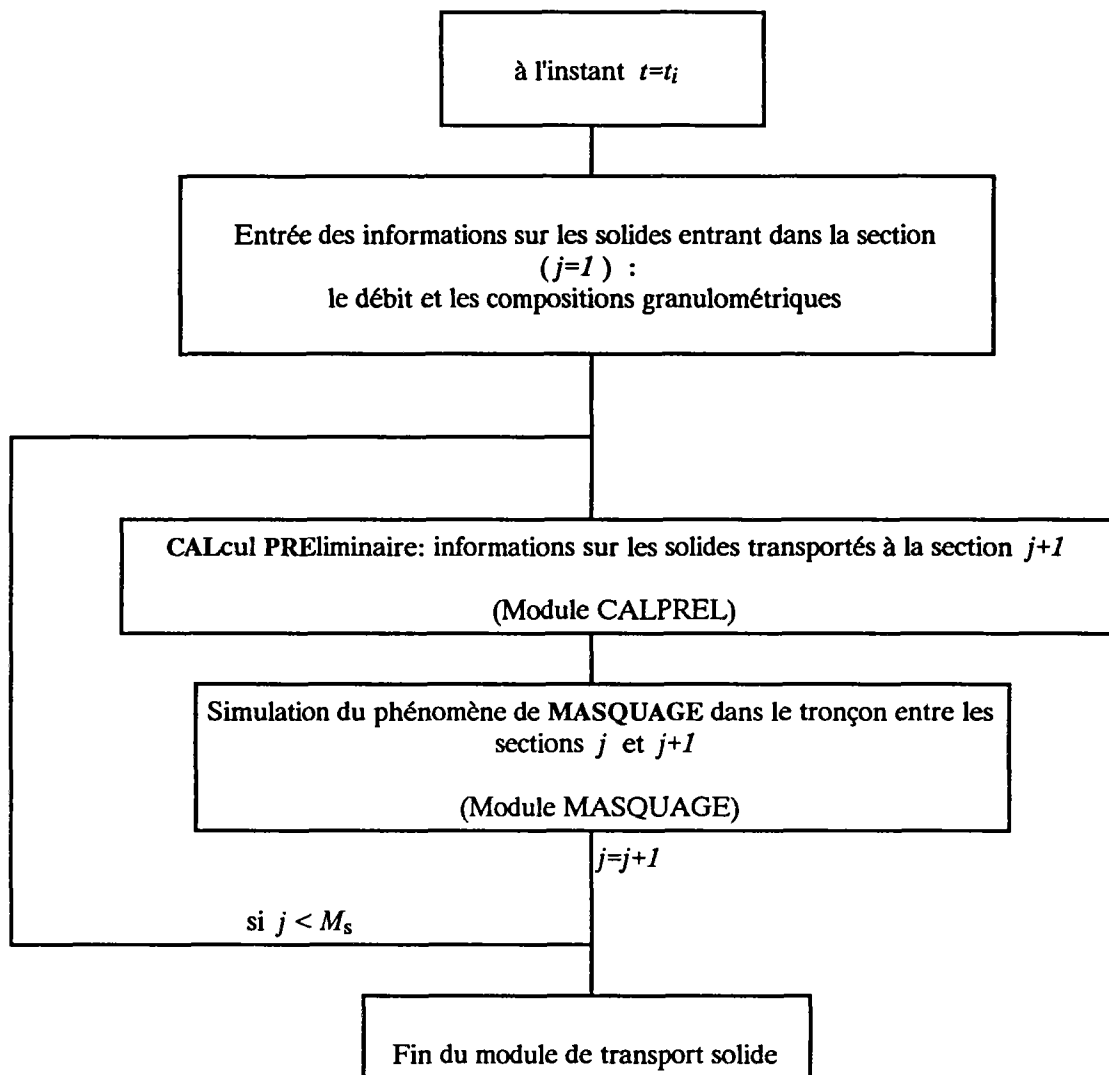 à l'instant t=ti
Entrée des informations sur les solides entrant dans la section
(j=1) :
le débit et les compositions granulométriques
CALcul PREliminaire: informations sur les solides transportés à la section j+1
(Module CALPREL)
Simulation du phénomène de MASQUAGE dans le tronçon entre les
sections j et j+1
(Module MASQUAGE)
j=j+1
si j < Ms
Fin du module de transport solide